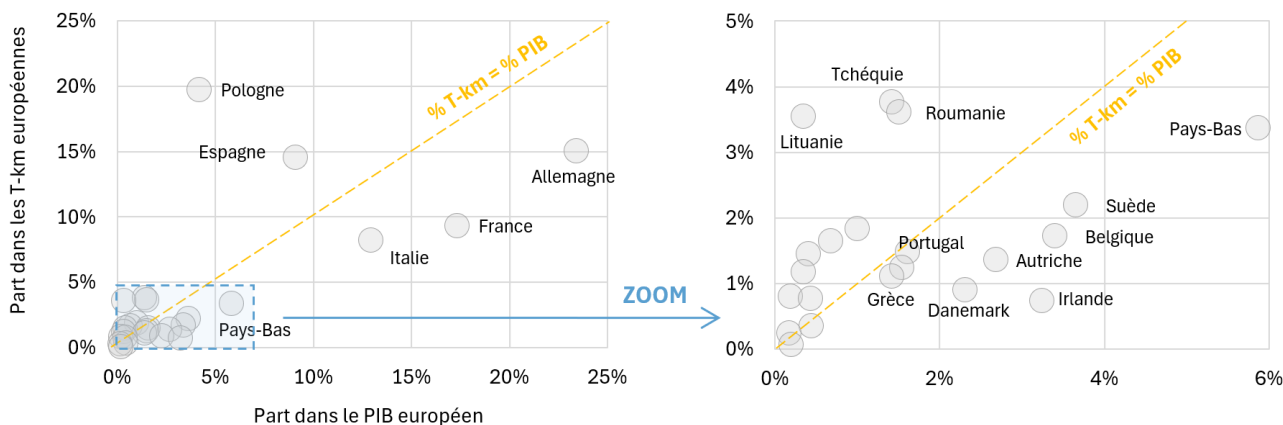 Part dans les T-km européennes
25%
20%
15%
10%
5%
0%
% T-km = % PIB
Pologne
Espagne
Allemagne
France
Italie
Pays-Bas
0%
5%
10%
15%
20%
25%
Part dans le PIB européen
ZOOM
5%
4%
3%
2%
1%
0%
% T-km = % PIB
Tchéquie
Roumanie
Lituanie
Pays-Bas
Suède
Belgique
Portugal
Autriche
Grèce
Danemark
Irlande
0%
2%
4%
6%